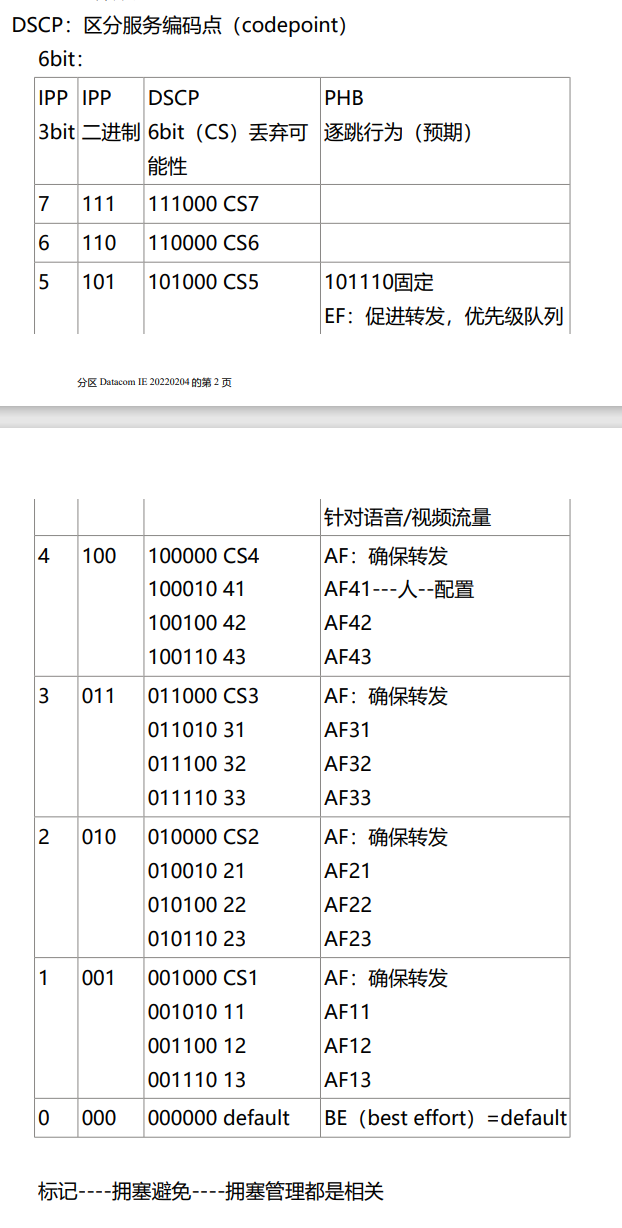 DSCP：区分服务编码点（codepoint）
6bit：
IPP 3bit	IPP 二进制	DSCP 6bit（CS）丢弃可能性	PHB 逐跳行为（预期）
7	111	111000 CS7
6	110	110000 CS6
5	101	101000 CS5	101110固定
EF：促进转发，优先级队列
分区 Datacom IE 20220204 的第 2 页
针对语音/视频流量
4	100	100000 CS4	AF：确保转发
100010 41	AF41---人--配置
100100 42	AF42
100110 43	AF43
3	011	011000 CS3	AF：确保转发
011010 31	AF31
011100 32	AF32
011110 33	AF33
2	010	010000 CS2	AF：确保转发
010010 21	AF21
010100 22	AF22
010110 23	AF23
1	001	001000 CS1	AF：确保转发
001010 11	AF11
001100 12	AF12
001110 13	AF13
0	000	000000 default	BE（best effort）=default
标记----拥塞避免----拥塞管理都是相关